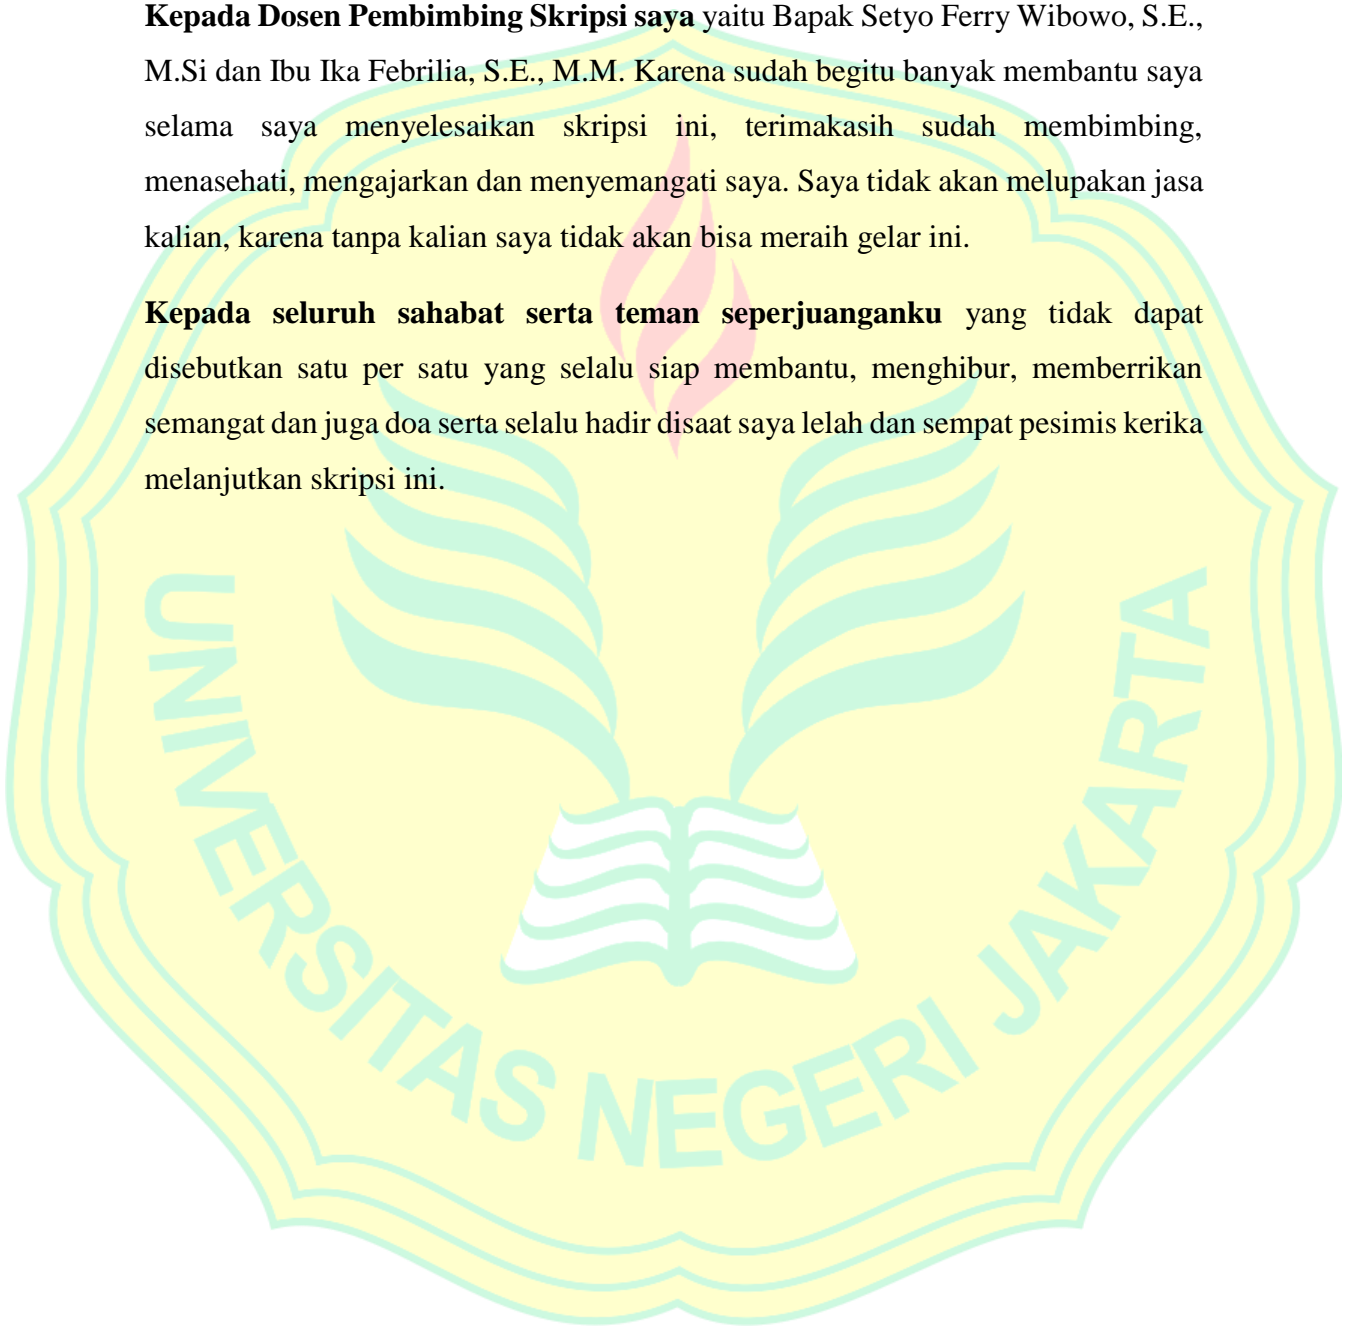 Kepada Dosen Pembimbing Skripsi saya yaitu Bapak Setyo Ferry Wibowo, S.E.,
M.Si dan Ibu Ika Febrilia, S.E., M.M. Karena sudah begitu banyak membantu saya
selama saya menyelesaikan skripsi ini, terimakasih sudah membimbing,
menasehati, mengajarkan dan menyemangati saya. Saya tidak akan melupakan jasa
kalian, karena tanpa kalian saya tidak akan bisa meraih gelar ini.
Kepada seluruh sahabat serta teman seperjuanganku yang tidak dapat
disebutkan satu per satu yang selalu siap membantu, menghibur, memberrikan
semangat dan juga doa serta selalu hadir disaat saya lelah dan sempat pesimis kerika
melanjutkan skripsi ini.
UNIVERSITAS NEGERI JAKARTA